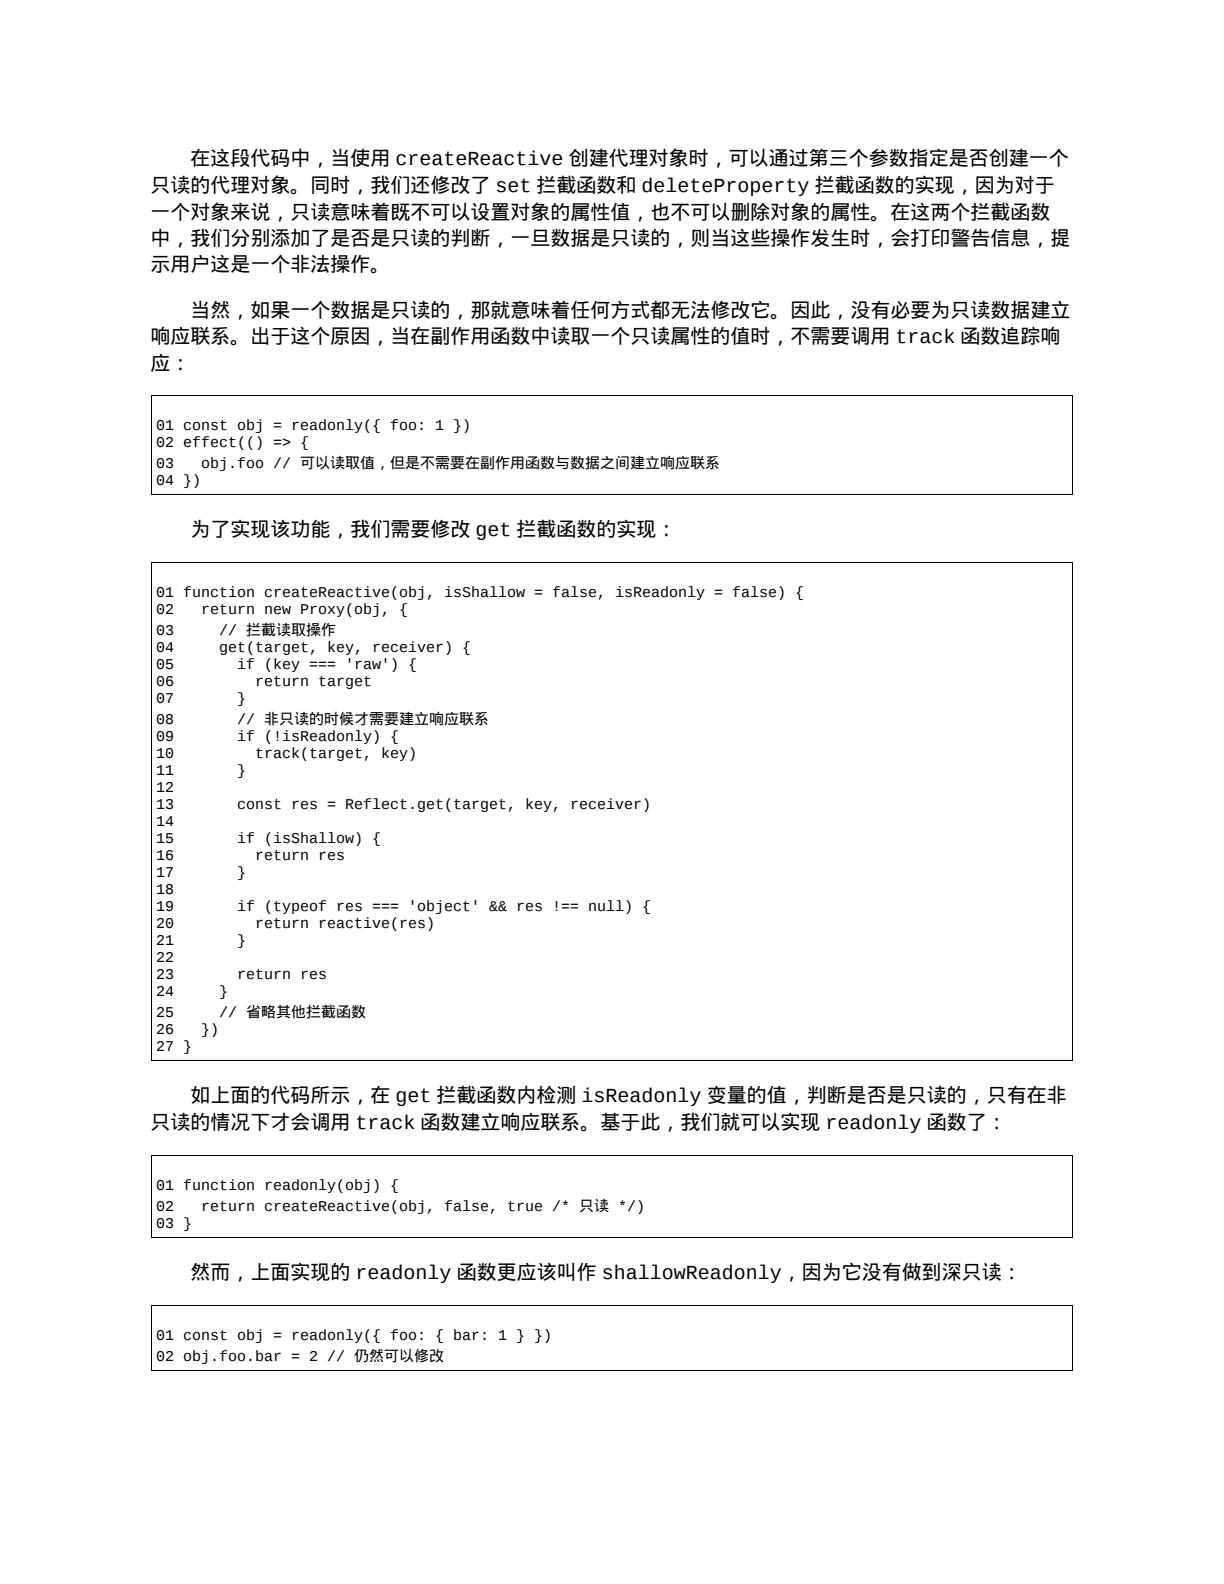 在这段代码中，当使用 createReactive 创建代理对象时，可以通过第三个参数指定是否创建一个
只读的代理对象。同时，我们还修改了 set 拦截函数和 deleteProperty 拦截函数的实现，因为对于
一个对象来说，只读意味着既不可以设置对象的属性值，也不可以删除对象的属性。在这两个拦截函数
中，我们分别添加了是否是只读的判断，一旦数据是只读的，则当这些操作发生时，会打印警告信息，提
示用户这是一个非法操作。
当然，如果一个数据是只读的，那就意味着任何方式都无法修改它。因此，没有必要为只读数据建立
响应联系。出于这个原因，当在副作用函数中读取一个只读属性的值时，不需要调用 track 函数追踪响
应：
01 const obj = readonly({ foo: 1 })
02 effect(() => {
03   obj.foo // 可以读取值，但是不需要在副作用函数与数据之间建立响应联系
04 })
为了实现该功能，我们需要修改 get 拦截函数的实现：
01 function createReactive(obj, isShallow = false, isReadonly = false) {
02   return new Proxy(obj, {
03     // 拦截读取操作
04     get(target, key, receiver) {
05       if (key === 'raw') {
06         return target
07       }
08       // 非只读的时候才需要建立响应联系
09       if (!isReadonly) {
10         track(target, key)
11       }
12
13       const res = Reflect.get(target, key, receiver)
14
15       if (isShallow) {
16         return res
17       }
18
19       if (typeof res === 'object' && res !== null) {
20         return reactive(res)
21       }
22
23       return res
24     }
25     // 省略其他拦截函数
26   })
27 }
如上面的代码所示，在 get 拦截函数内检测 isReadonly 变量的值，判断是否是只读的，只有在非
只读的情况下才会调用 track 函数建立响应联系。基于此，我们就可以实现 readonly 函数了：
01 function readonly(obj) {
02   return createReactive(obj, false, true /* 只读 */)
03 }
然而，上面实现的 readonly 函数更应该叫作 shallowReadonly，因为它没有做到深只读：
01 const obj = readonly({ foo: { bar: 1 } })
02 obj.foo.bar = 2 // 仍然可以修改